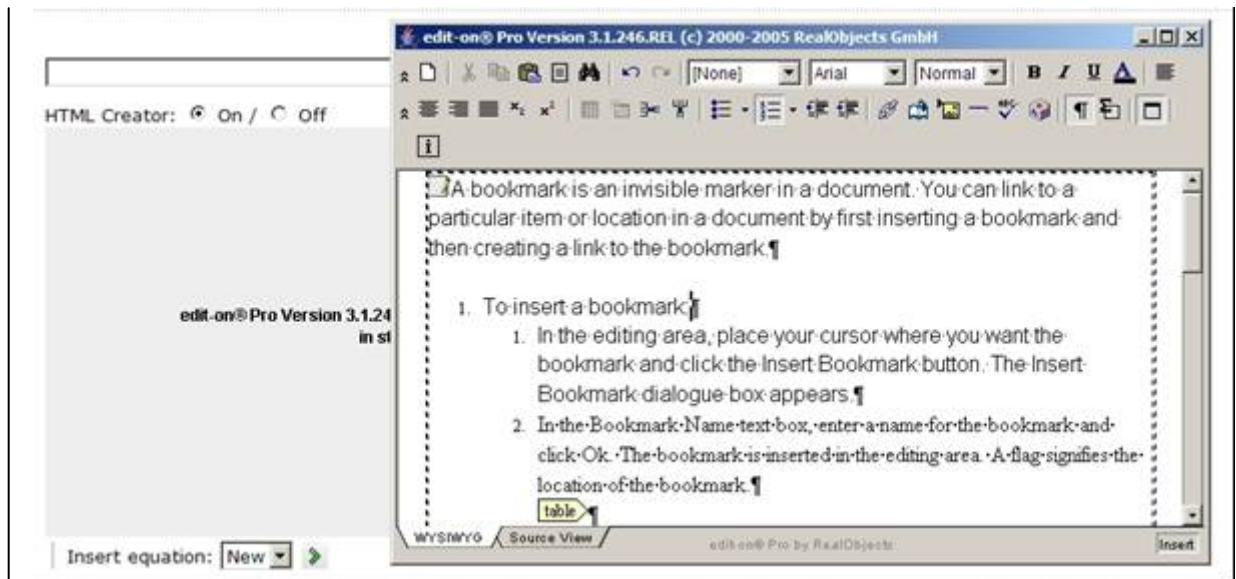 edit-on® Pro Version 3.1.246.REL (c) 2000-2005 RealObjects GmbH
[None] Arial Normal B I U A
HTML Creator: On / Off
A bookmark is an invisible marker in a document. You can link to a
particular item or location in a document by first inserting a bookmark and
then creating a link to the bookmark.¶
1. To insert a bookmark:¶
1. In the editing area, place your cursor where you want the
bookmark and click the Insert Bookmark button. The Insert
Bookmark dialogue box appears.¶
2. In the Bookmark Name text box, enter a name for the bookmark and
click Ok. The bookmark is inserted in the editing area. A flag signifies the
location of the bookmark.¶
table ¶
edit-on® Pro Version 3.1.24
in st
WYSIWYG Source View edit-on® Pro by RealObjects Insert
Insert equation: New